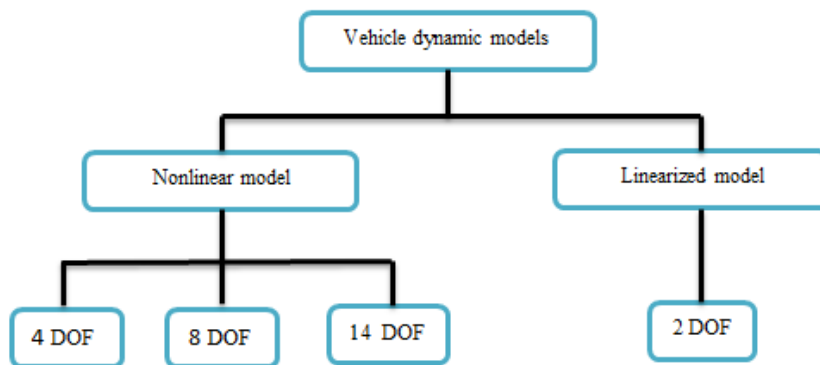 Vehicle dynamic models
Nonlinear model
Linearized model
4 DOF
8 DOF
14 DOF
2 DOF